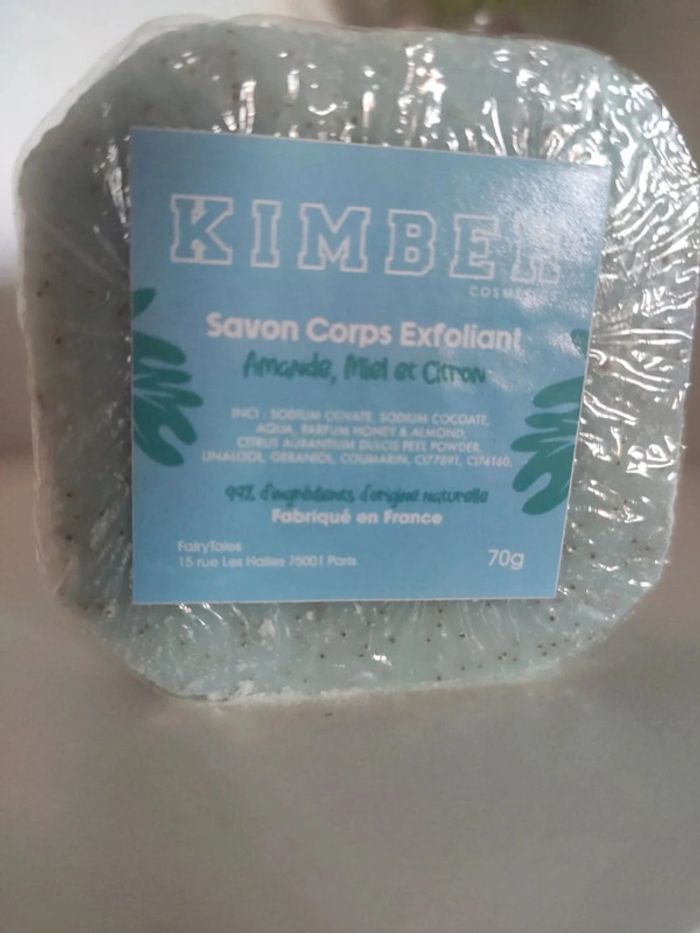 KIMBER
Savon Corps Exfoliant
Amande, Miel et Citron
INCI : SODIUM OLIVATE, SODIUM COCOATE,
AQUA, PARFUM HONEY & ALMOND,
CITRUS AURANTIUM DULCIS PEEL POWDER,
LINALOOL, GERANIOL, COUMARIN, CI77891, CI74160,
99% d'ingrédients d'origine naturelle
Fabriqué en France
FairyTales
15 rue Les Halles 75001 Paris
70g